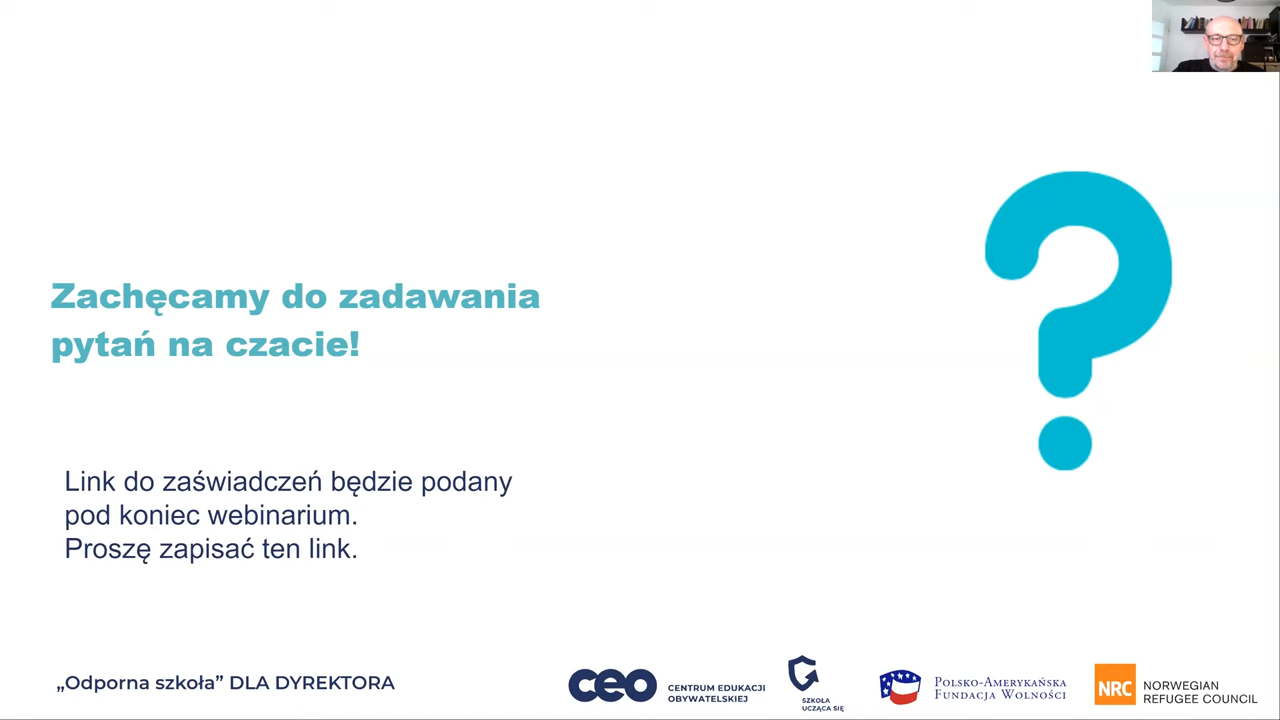 Zachęcamy do zadawania
pytań na czacie!
Link do zaświadczeń będzie podany
pod koniec webinarium.
Proszę zapisać ten link.
„Odporna szkoła” DLA DYREKTORA
ceo
CENTRUM EDUKACJI
OBYWATELSKIEJ
SZKOŁA
UCZĄCA SIĘ
POLSKO-AMERYKAŃSKA
FUNDACJA WOLNOŚCI
NRC
NORWEGIAN
REFUGEE COUNCIL